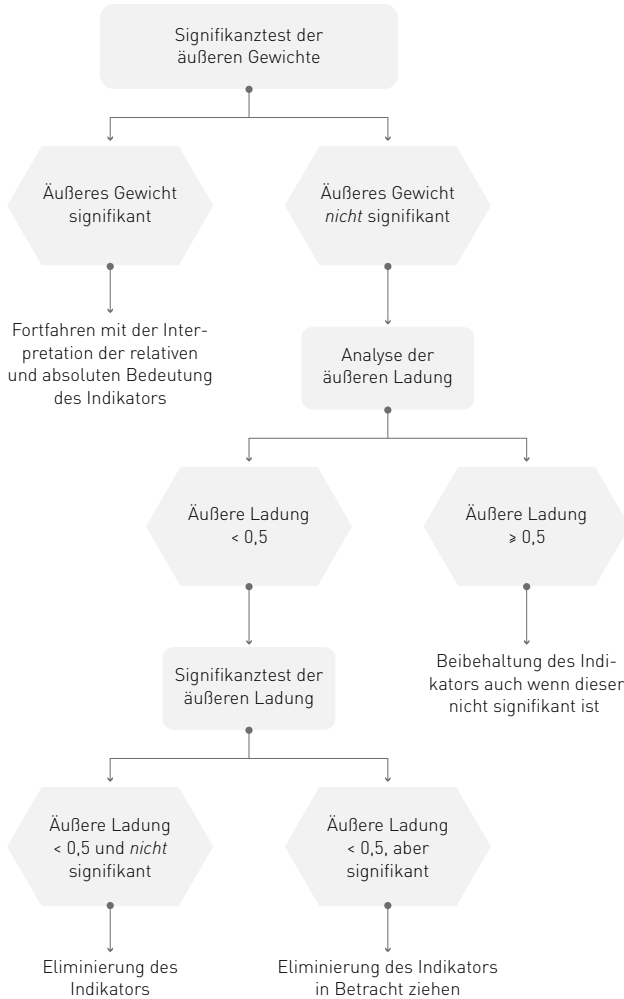 Signifikanztest der
äußeren Gewichte
Äußeres Gewicht
signifikant
Äußeres Gewicht
nicht signifikant
Fortfahren mit der Inter-
pretation der relativen
und absoluten Bedeutung
des Indikators
Analyse der
äußeren Ladung
Äußere Ladung
< 0,5
Äußere Ladung
⩾ 0,5
Signifikanztest der
äußeren Ladung
Beibehaltung des Indi-
kators auch wenn dieser
nicht signifikant ist
Äußere Ladung
< 0,5 und nicht
signifikant
Äußere Ladung
< 0,5, aber
signifikant
Eliminierung des
Indikators
Eliminierung des Indikators
in Betracht ziehen